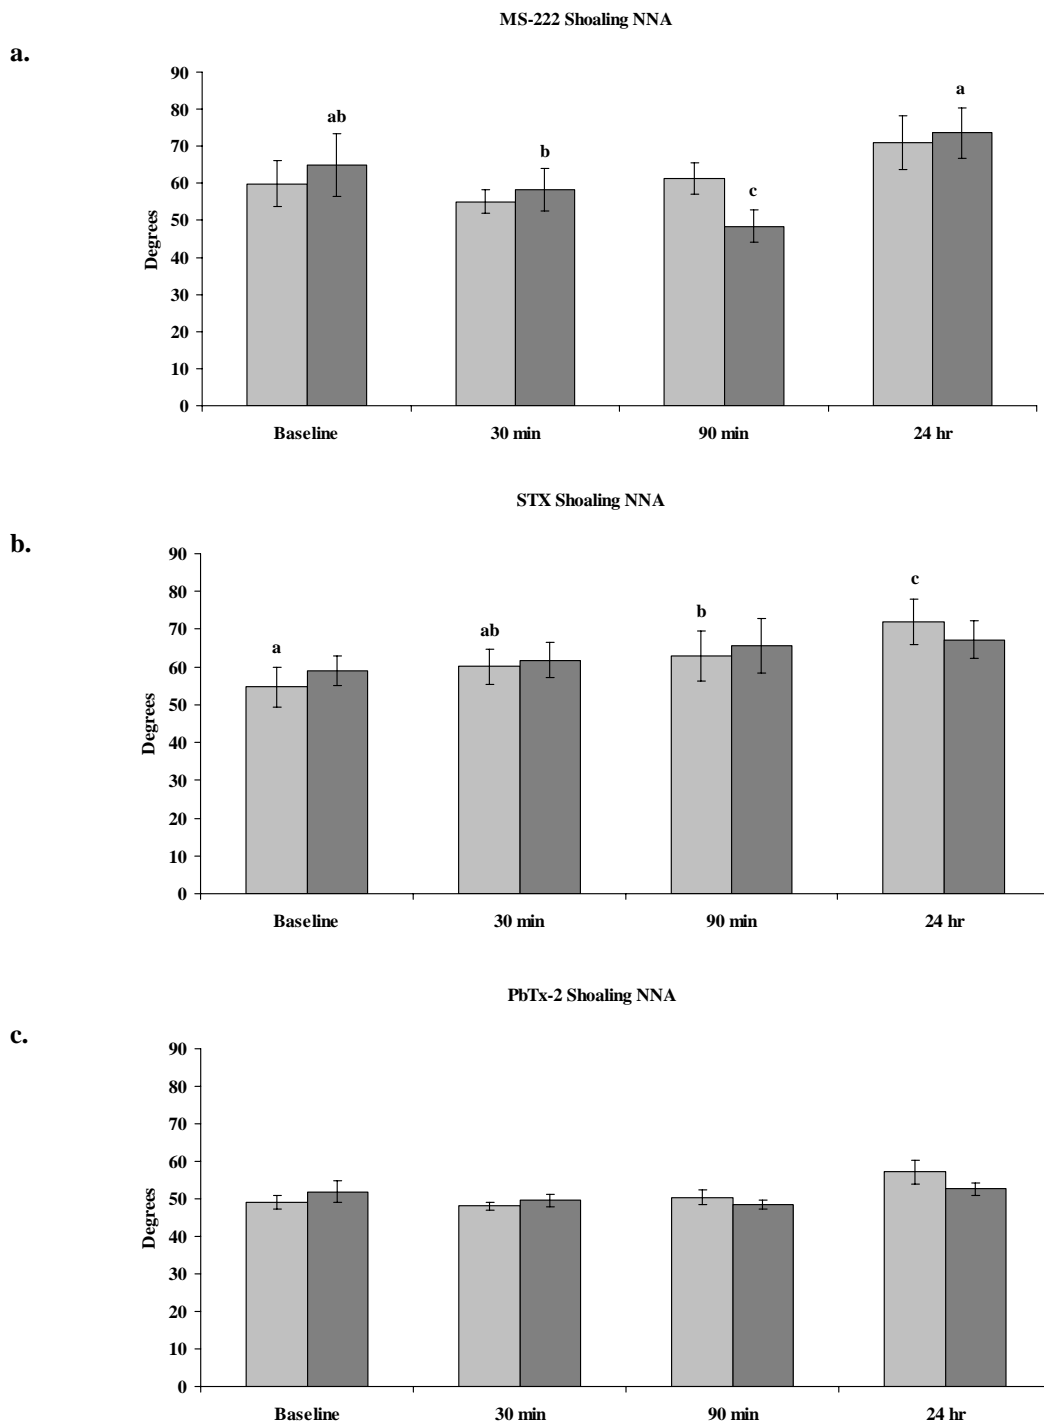 MS-222 Shoaling NNA
a.
90
80
70
60
50
40
30
20
10
0
Degrees
ab
b
c
a
Baseline 30 min 90 min 24 hr
STX Shoaling NNA
b.
90
80
70
60
50
40
30
20
10
0
Degrees
a
ab
b
c
Baseline 30 min 90 min 24 hr
PbTx-2 Shoaling NNA
c.
90
80
70
60
50
40
30
20
10
0
Degrees
Baseline 30 min 90 min 24 hr